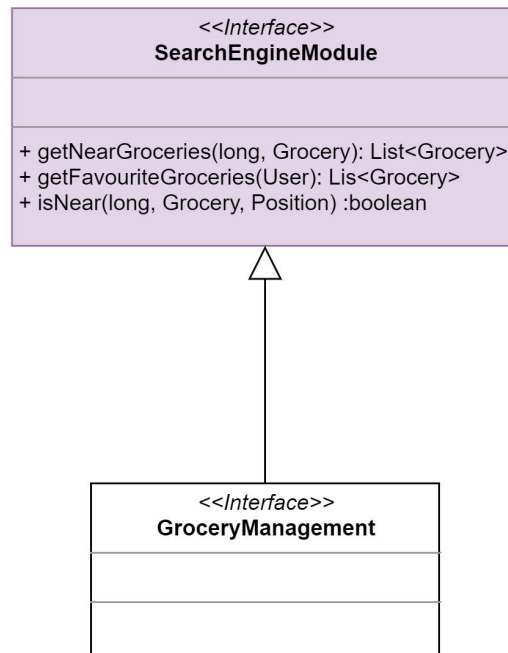 <<Interface>>
SearchEngineModule
+ getNearGroceries(long, Grocery): List<Grocery>
+ getFavouriteGroceries(User): Lis<Grocery>
+ isNear(long, Grocery, Position) :boolean
<<Interface>>
GroceryManagement